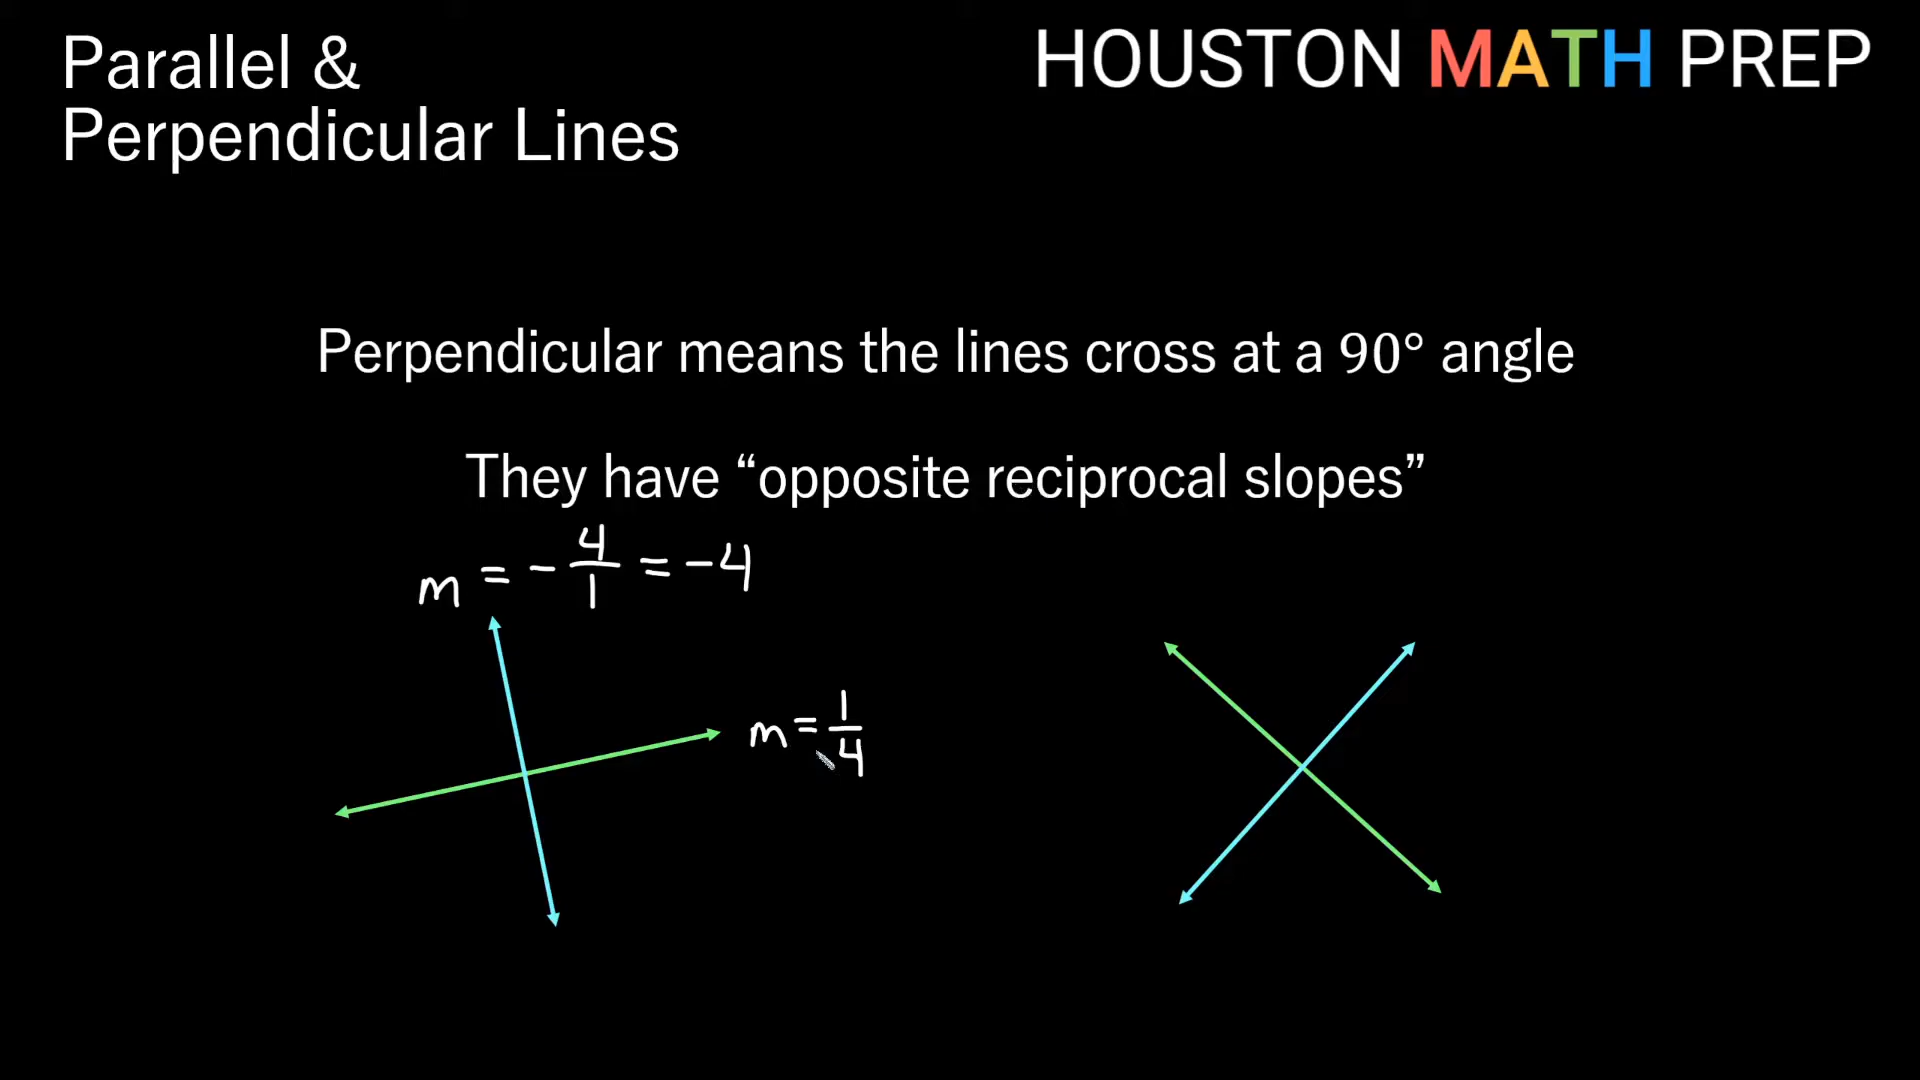 Parallel &
Perpendicular Lines
HOUSTON MATH PREP
Perpendicular means the lines cross at a 90° angle
They have “opposite reciprocal slopes”
m = - 4/1 = -4
m = 1/4